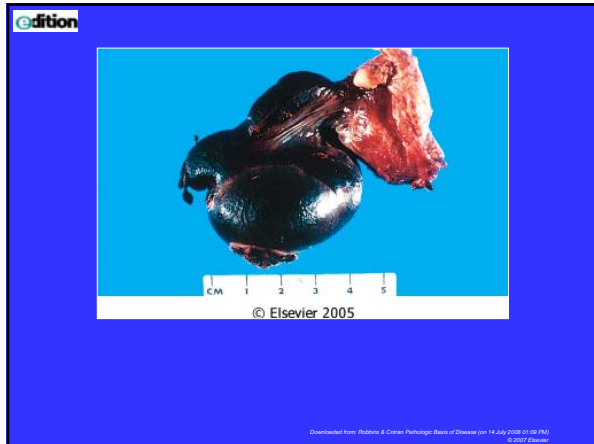 edition
CM 1 2 3 4 5
© Elsevier 2005
Downloaded from: Robbins & Cotran Pathologic Basis of Disease (on 14 July 2008 01:09 PM)
© 2007 Elsevier